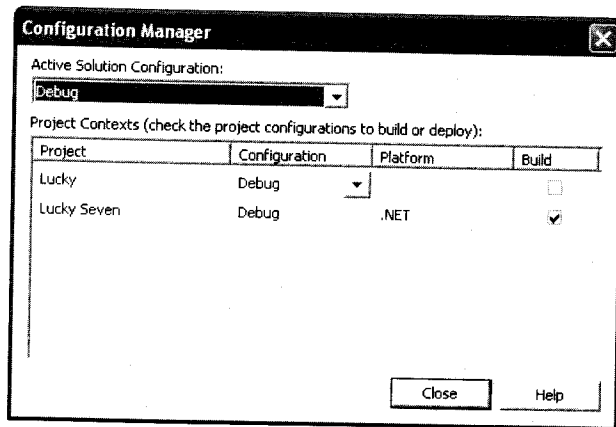 Configuration Manager
Active Solution Configuration:
Debug
Project Contexts (check the project configurations to build or deploy):
Project Configuration Platform Build
Lucky Debug
Lucky Seven Debug .NET
Close Help